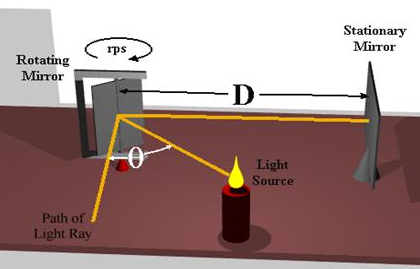 rps
Stationary
Mirror
Rotating
Mirror
D
θ
Light
Source
Path of
Light Ray